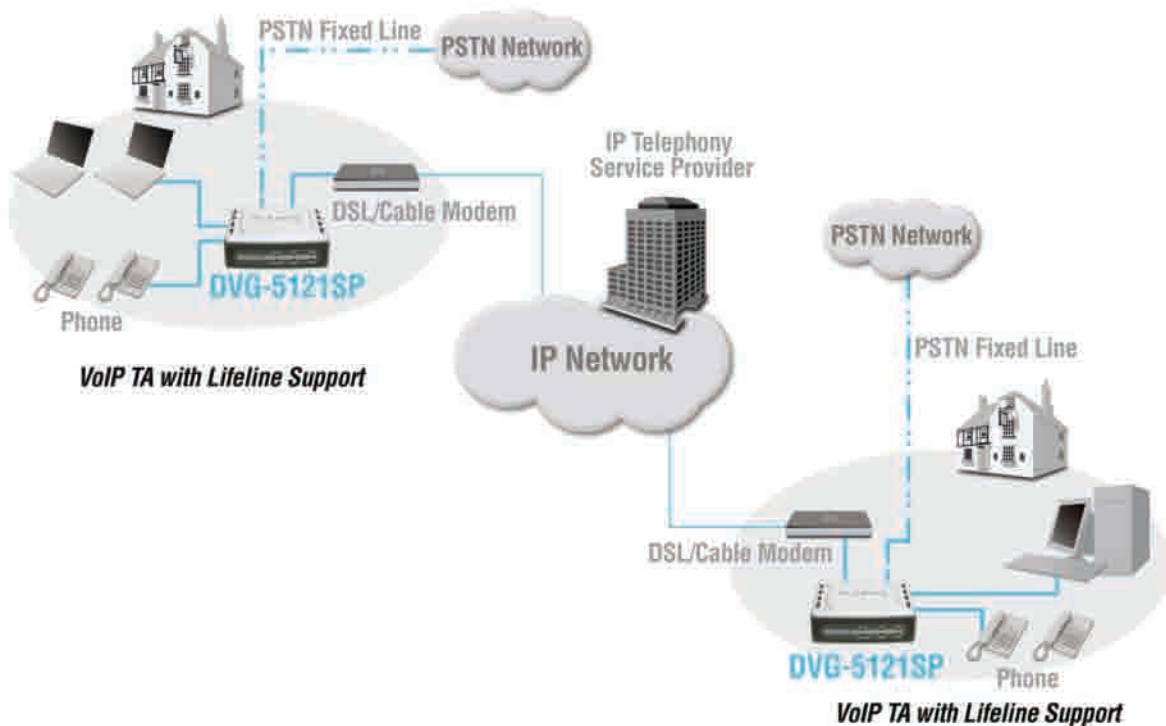 PSTN Fixed Line
PSTN Network
IP Telephony
Service Provider
DSL/Cable Modem
DVG-5121SP
Phone
VoIP TA with Lifeline Support
IP Network
PSTN Network
PSTN Fixed Line
DSL/Cable Modem
DVG-5121SP
Phone
VoIP TA with Lifeline Support